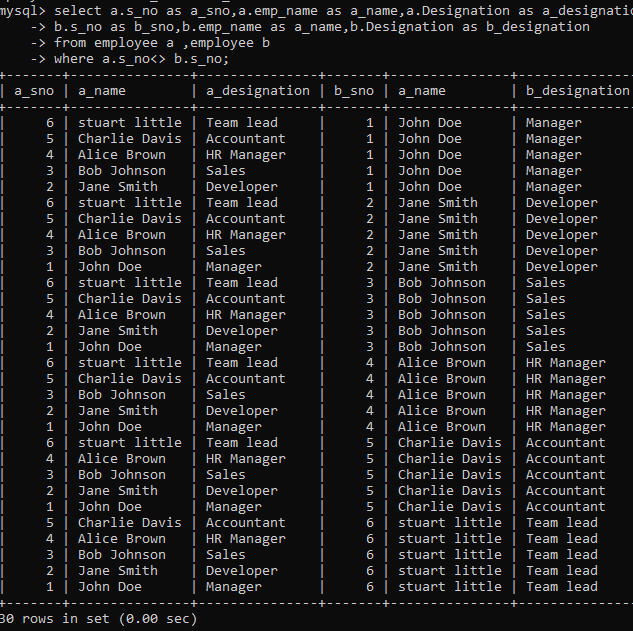 mysql> select a.s_no as a_sno,a.emp_name as a_name,a.Designation as a_designation
    -> b.s_no as b_sno,b.emp_name as a_name,b.Designation as b_designation
    -> from employee a ,employee b
    -> where a.s_no<> b.s_no;
+-------+---------------+---------------+-------+---------------+---------------
| a_sno | a_name        | a_designation | b_sno | a_name        | b_designation
+-------+---------------+---------------+-------+---------------+---------------
|     6 | stuart little | Team lead     |     1 | John Doe      | Manager
|     5 | Charlie Davis | Accountant    |     1 | John Doe      | Manager
|     4 | Alice Brown   | HR Manager    |     1 | John Doe      | Manager
|     3 | Bob Johnson   | Sales         |     1 | John Doe      | Manager
|     2 | Jane Smith    | Developer     |     1 | John Doe      | Manager
|     6 | stuart little | Team lead     |     2 | Jane Smith    | Developer
|     5 | Charlie Davis | Accountant    |     2 | Jane Smith    | Developer
|     4 | Alice Brown   | HR Manager    |     2 | Jane Smith    | Developer
|     3 | Bob Johnson   | Sales         |     2 | Jane Smith    | Developer
|     1 | John Doe      | Manager       |     2 | Jane Smith    | Developer
|     6 | stuart little | Team lead     |     3 | Bob Johnson   | Sales
|     5 | Charlie Davis | Accountant    |     3 | Bob Johnson   | Sales
|     4 | Alice Brown   | HR Manager    |     3 | Bob Johnson   | Sales
|     2 | Jane Smith    | Developer     |     3 | Bob Johnson   | Sales
|     1 | John Doe      | Manager       |     3 | Bob Johnson   | Sales
|     6 | stuart little | Team lead     |     4 | Alice Brown   | HR Manager
|     5 | Charlie Davis | Accountant    |     4 | Alice Brown   | HR Manager
|     3 | Bob Johnson   | Sales         |     4 | Alice Brown   | HR Manager
|     2 | Jane Smith    | Developer     |     4 | Alice Brown   | HR Manager
|     1 | John Doe      | Manager       |     4 | Alice Brown   | HR Manager
|     6 | stuart little | Team lead     |     5 | Charlie Davis | Accountant
|     4 | Alice Brown   | HR Manager    |     5 | Charlie Davis | Accountant
|     3 | Bob Johnson   | Sales         |     5 | Charlie Davis | Accountant
|     2 | Jane Smith    | Developer     |     5 | Charlie Davis | Accountant
|     1 | John Doe      | Manager       |     5 | Charlie Davis | Accountant
|     5 | Charlie Davis | Accountant    |     6 | stuart little | Team lead
|     4 | Alice Brown   | HR Manager    |     6 | stuart little | Team lead
|     3 | Bob Johnson   | Sales         |     6 | stuart little | Team lead
|     2 | Jane Smith    | Developer     |     6 | stuart little | Team lead
|     1 | John Doe      | Manager       |     6 | stuart little | Team lead
+-------+---------------+---------------+-------+---------------+---------------
30 rows in set (0.00 sec)